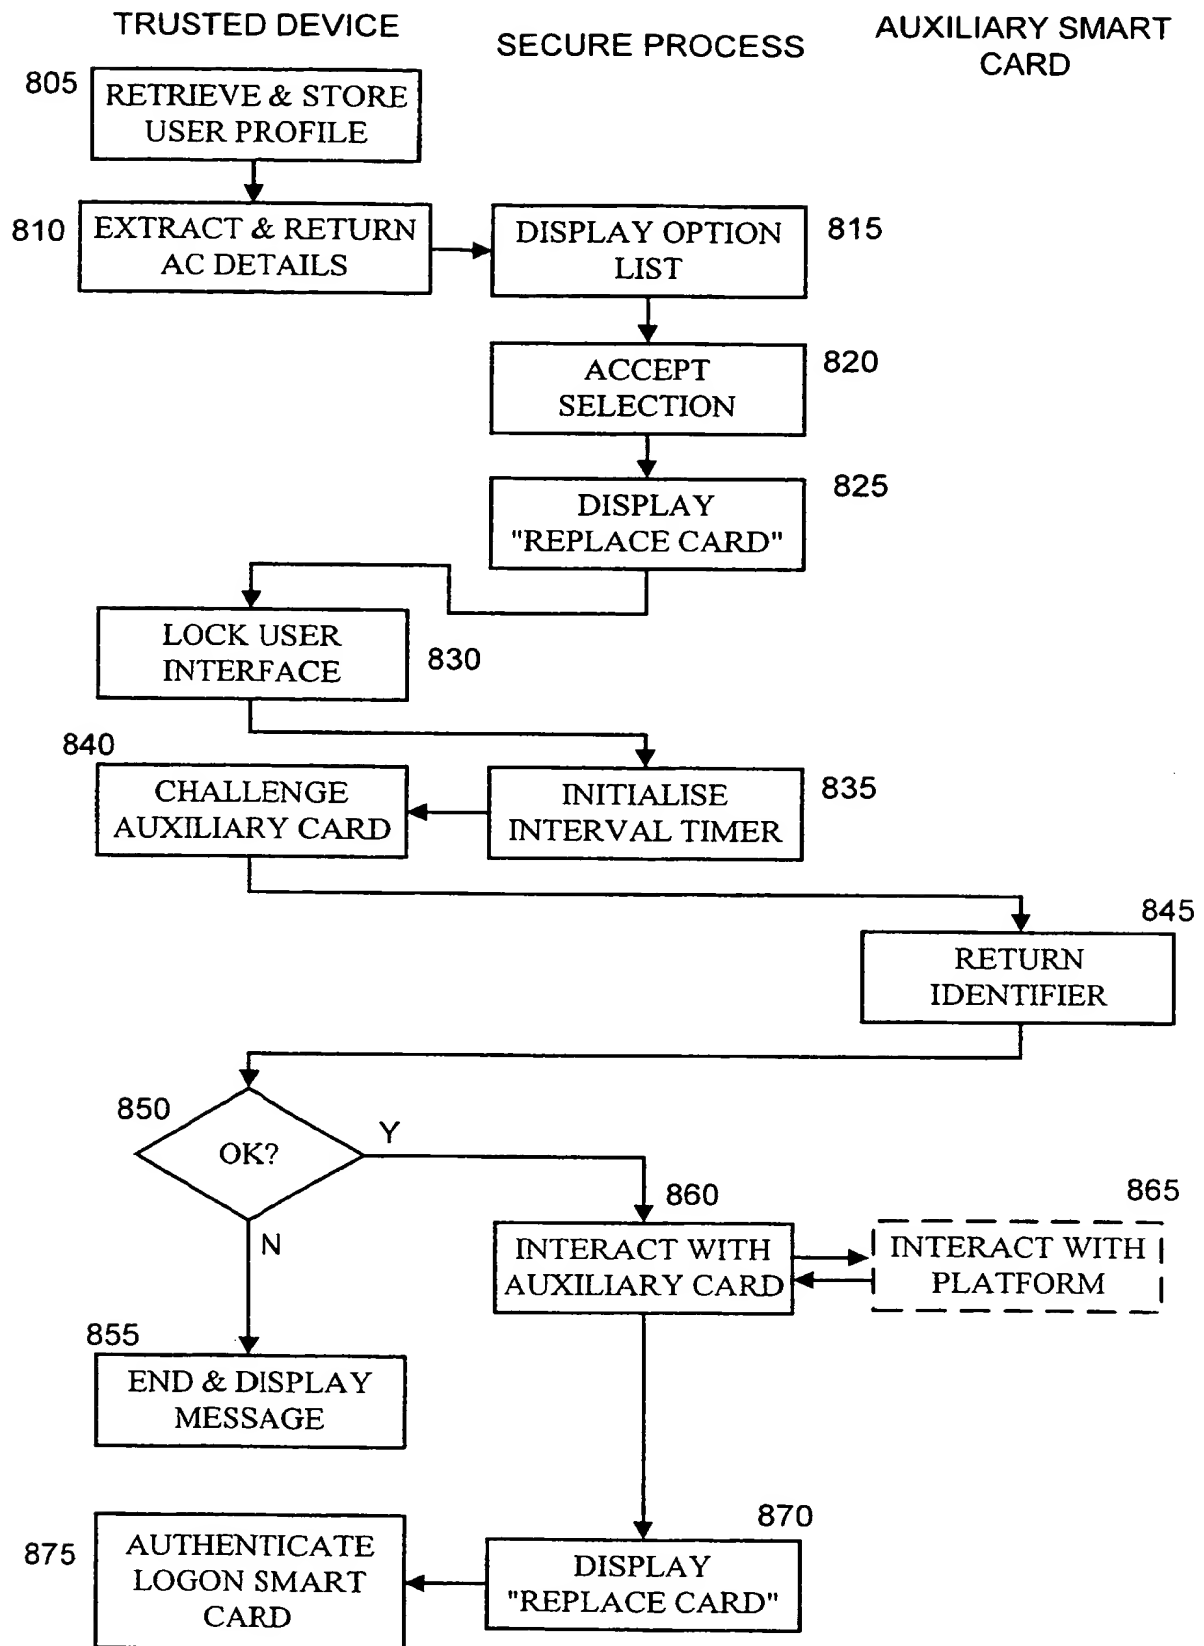 TRUSTED DEVICE
SECURE PROCESS
AUXILIARY SMART
CARD
805
RETRIEVE & STORE
USER PROFILE
810
EXTRACT & RETURN
AC DETAILS
DISPLAY OPTION
LIST
815
ACCEPT
SELECTION
820
DISPLAY
"REPLACE CARD"
825
LOCK USER
INTERFACE
830
INITIALISE
INTERVAL TIMER
835
840
CHALLENGE
AUXILIARY CARD
845
RETURN
IDENTIFIER
850
OK?
Y
N
855
END & DISPLAY
MESSAGE
860
INTERACT WITH
AUXILIARY CARD
865
INTERACT WITH
PLATFORM
870
DISPLAY
"REPLACE CARD"
875
AUTHENTICATE
LOGON SMART
CARD